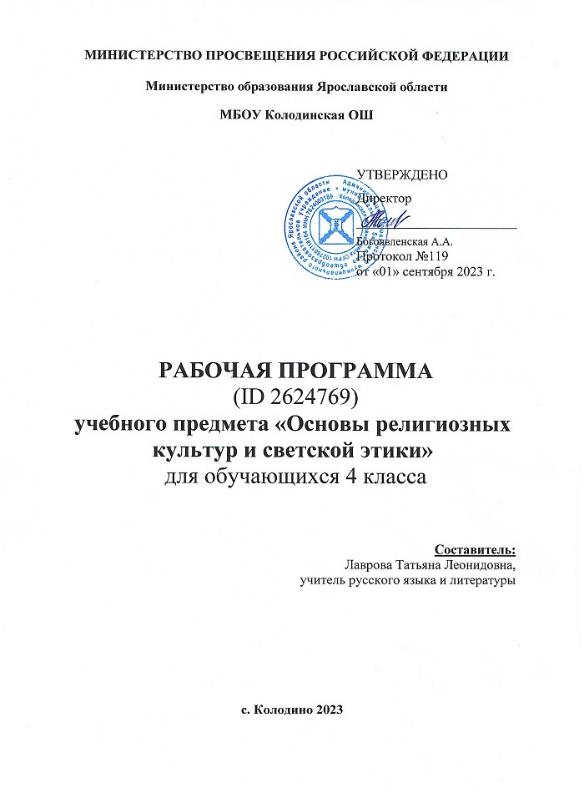 МИНИСТЕРСТВО ПРОСВЕЩЕНИЯ РОССИЙСКОЙ ФЕДЕРАЦИИ
Министерство образования Ярославской области
МБОУ Колодинская ОШ
УТВЕРЖДЕНО
Директор
Богоявленская А.А.
Протокол №119
от «01» сентября 2023 г.
РАБОЧАЯ ПРОГРАММА
(ID 2624769)
учебного предмета «Основы религиозных
культур и светской этики»
для обучающихся 4 класса
Составитель:
Лаврова Татьяна Леонидовна,
учитель русского языка и литературы
с. Колодино 2023